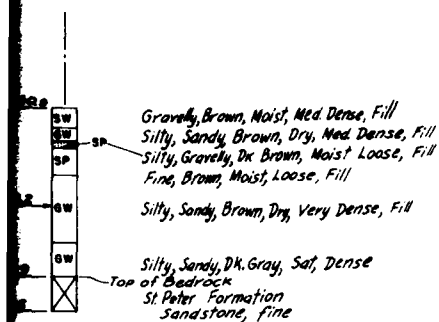 SW
Gravelly, Brown, Moist, Med. Dense, Fill
GW
Silty, Sandy, Brown, Dry, Med. Dense, Fill
SP
Silty, Gravelly, Dk Brown, Moist Loose, Fill
SP
Fine, Brown, Moist, Loose, Fill
GW
Silty, Sandy, Brown, Dry, Very Dense, Fill
GW
Silty, Sandy, DK. Gray, Sat, Dense
Top of Bedrock
St. Peter Formation
Sandstone, fine